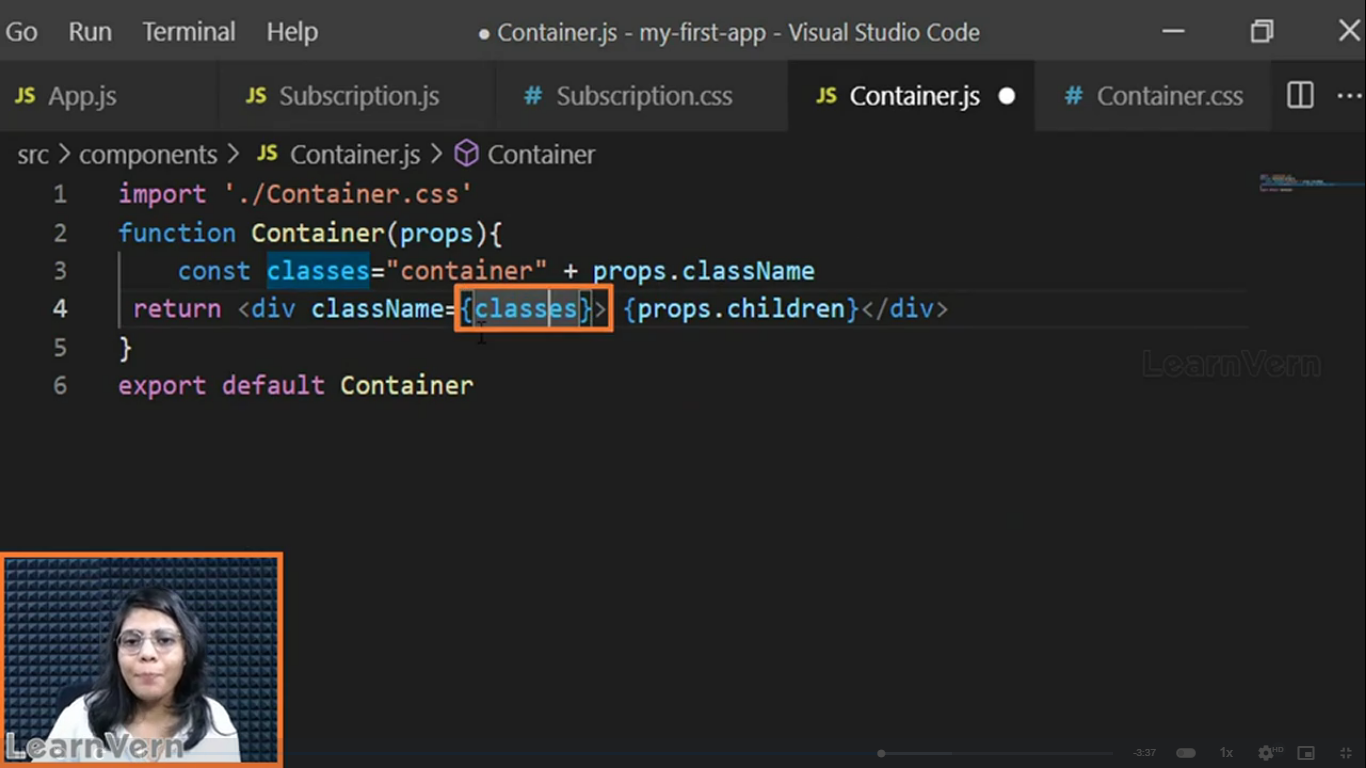 Go Run Terminal Help ● Container.js - my-first-app - Visual Studio Code
JS App.js JS Subscription.js # Subscription.css JS Container.js # Container.css
src > components > JS Container.js > Container
1 import './Container.css'
2 function Container(props){
3 const classes="container" + props.className
4 return <div className={classes}> {props.children}</div>
5 }
6 export default Container
LearnVern
LearnVern
-3:37 1x HD